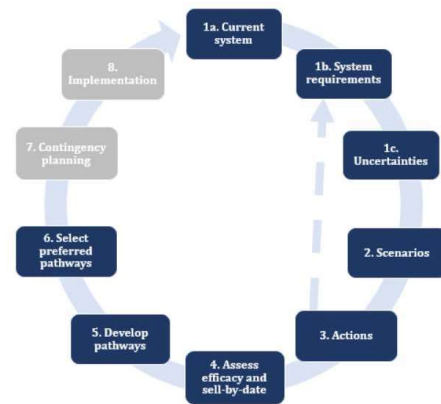 1a. Current
system
1b. System
requirements
1c.
Uncertainties
2. Scenarios
3. Actions
4. Assess
efficacy and
sell-by-date
5. Develop
pathways
6. Select
preferred
pathways
7. Contingency
planning
8.
Implementation